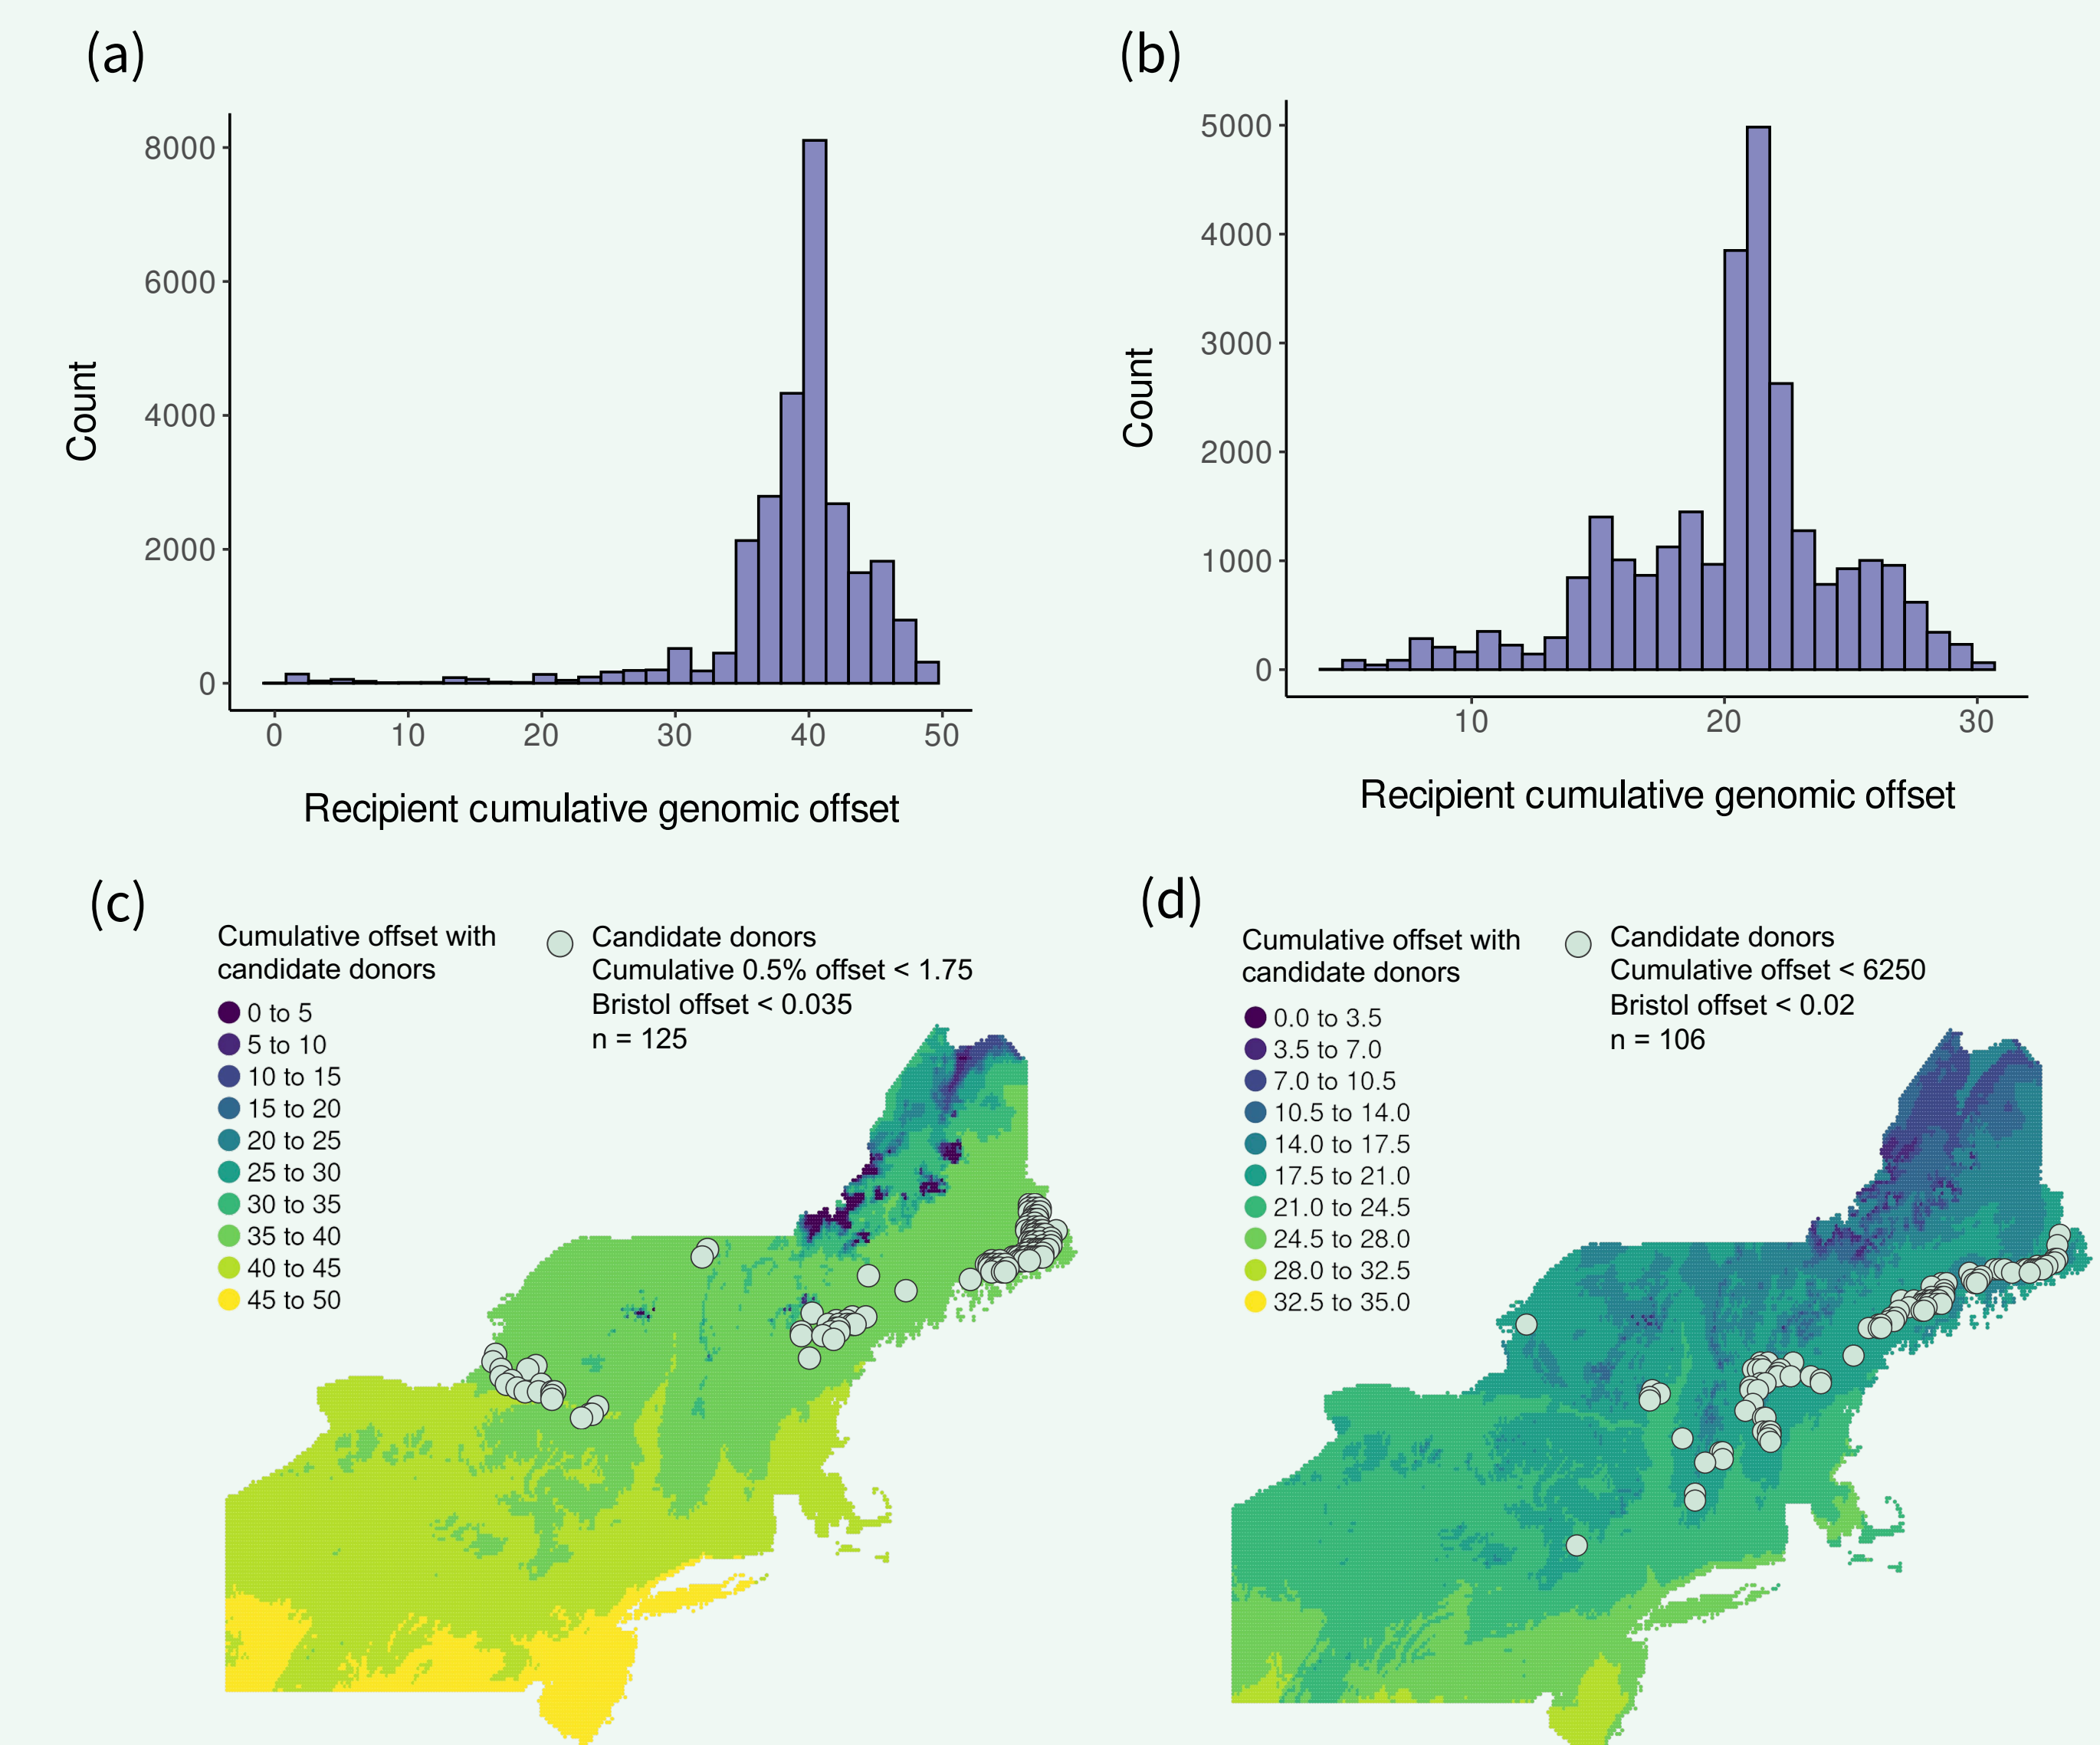 (a)
8000
6000
4000
2000
0
Count
0 10 20 30 40 50
Recipient cumulative genomic offset
(b)
5000
4000
3000
2000
1000
0
Count
10 20 30
Recipient cumulative genomic offset
(c)
Cumulative offset with
candidate donors
0 to 5
5 to 10
10 to 15
15 to 20
20 to 25
25 to 30
30 to 35
35 to 40
40 to 45
45 to 50
Candidate donors
Cumulative 0.5% offset < 1.75
Bristol offset < 0.035
n = 125
(d)
Cumulative offset with
candidate donors
0.0 to 3.5
3.5 to 7.0
7.0 to 10.5
10.5 to 14.0
14.0 to 17.5
17.5 to 21.0
21.0 to 24.5
24.5 to 28.0
28.0 to 32.5
32.5 to 35.0
Candidate donors
Cumulative offset < 6250
Bristol offset < 0.02
n = 106